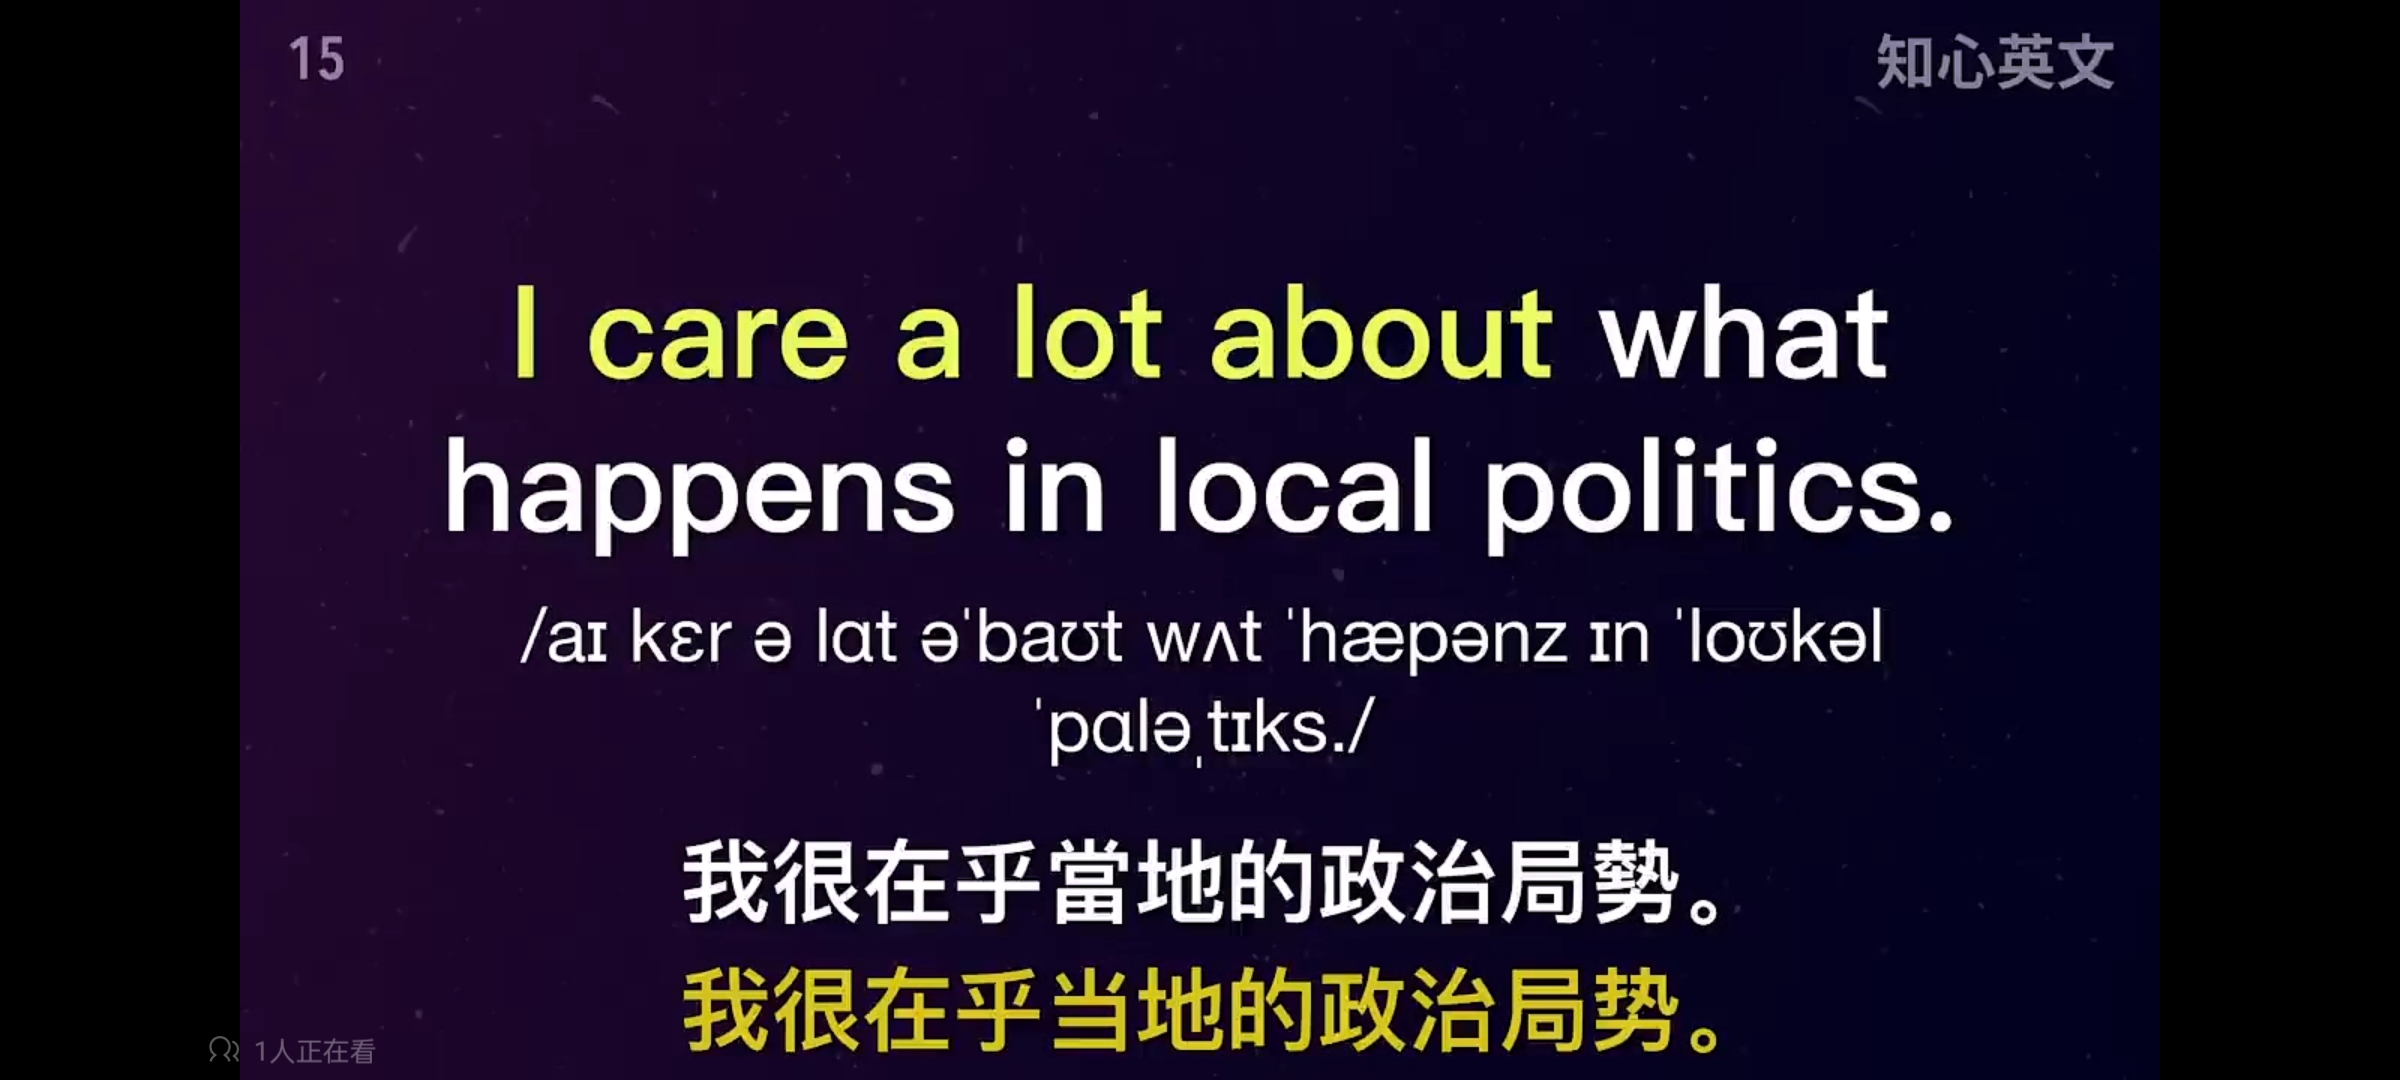 15
知心英文
I care a lot about what
happens in local politics.
/aɪ kɛr ə lɑt əˈbaʊt wʌt ˈhæpənz ɪn ˈloʊkəl
ˈpɑləˌtɪks./
我很在乎當地的政治局勢。
我很在乎当地的政治局势。
1人正在看